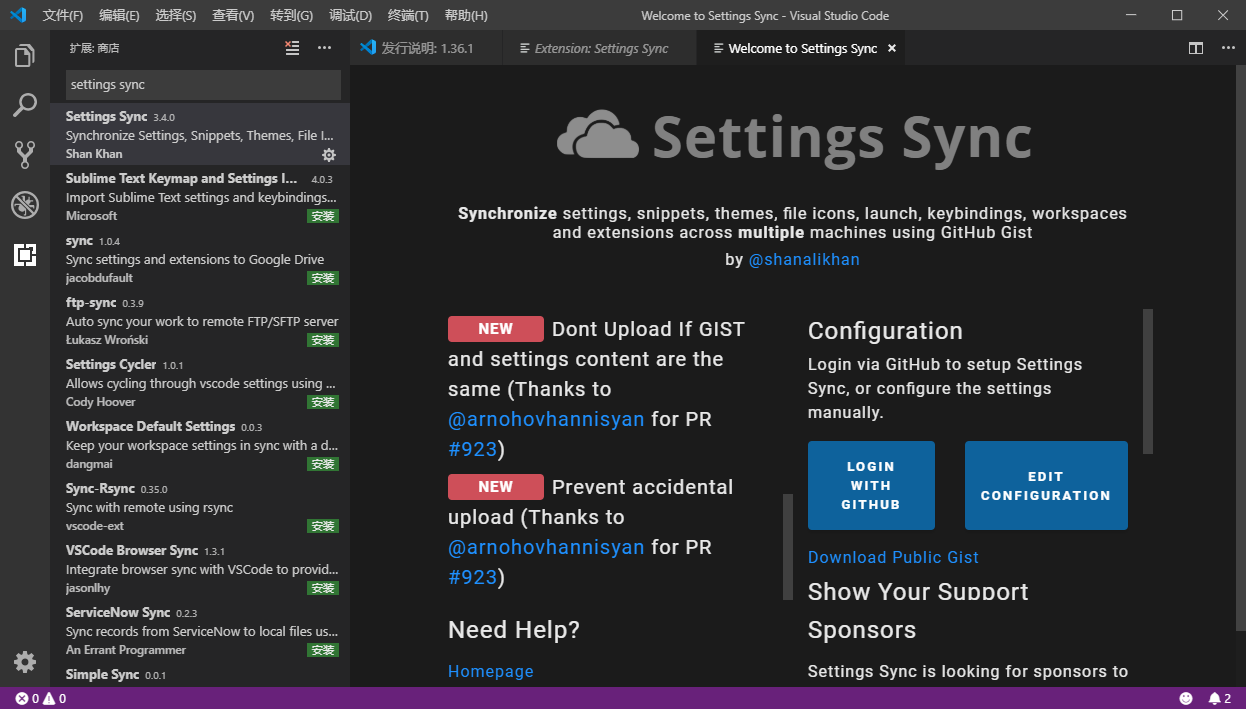 文件(F) 编辑(E) 选择(S) 查看(V) 转到(G) 调试(D) 终端(T) 帮助(H) Welcome to Settings Sync - Visual Studio Code
扩展: 商店
settings sync
Settings Sync 3.4.0
Synchronize Settings, Snippets, Themes, File I...
Shan Khan
Sublime Text Keymap and Settings I... 4.0.3
Import Sublime Text settings and keybindings...
Microsoft 安装
sync 1.0.4
Sync settings and extensions to Google Drive
jacobdufault 安装
ftp-sync 0.3.9
Auto sync your work to remote FTP/SFTP server
Łukasz Wroński 安装
Settings Cycler 1.0.1
Allows cycling through vscode settings using ...
Cody Hoover 安装
Workspace Default Settings 0.0.3
Keep your workspace settings in sync with a d...
dangmai 安装
Sync-Rsync 0.35.0
Sync with remote using rsync
vscode-ext 安装
VSCode Browser Sync 1.3.1
Integrate browser sync with VSCode to provid...
jasonlhy 安装
ServiceNow Sync 0.2.3
Sync records from ServiceNow to local files us...
An Errant Programmer 安装
Simple Sync 0.0.1
发行说明: 1.36.1 Extension: Settings Sync Welcome to Settings Sync
Settings Sync
Synchronize settings, snippets, themes, file icons, launch, keybindings, workspaces
and extensions across multiple machines using GitHub Gist
by @shanalikhan
NEW Dont Upload If GIST
and settings content are the
same (Thanks to
@arnohovhannisyan for PR
#923)
NEW Prevent accidental
upload (Thanks to
@arnohovhannisyan for PR
#923)
Need Help?
Homepage
Configuration
Login via GitHub to setup Settings
Sync, or configure the settings
manually.
LOGIN
WITH
GITHUB
EDIT
CONFIGURATION
Download Public Gist
Show Your Support
Sponsors
Settings Sync is looking for sponsors to
0 0 2